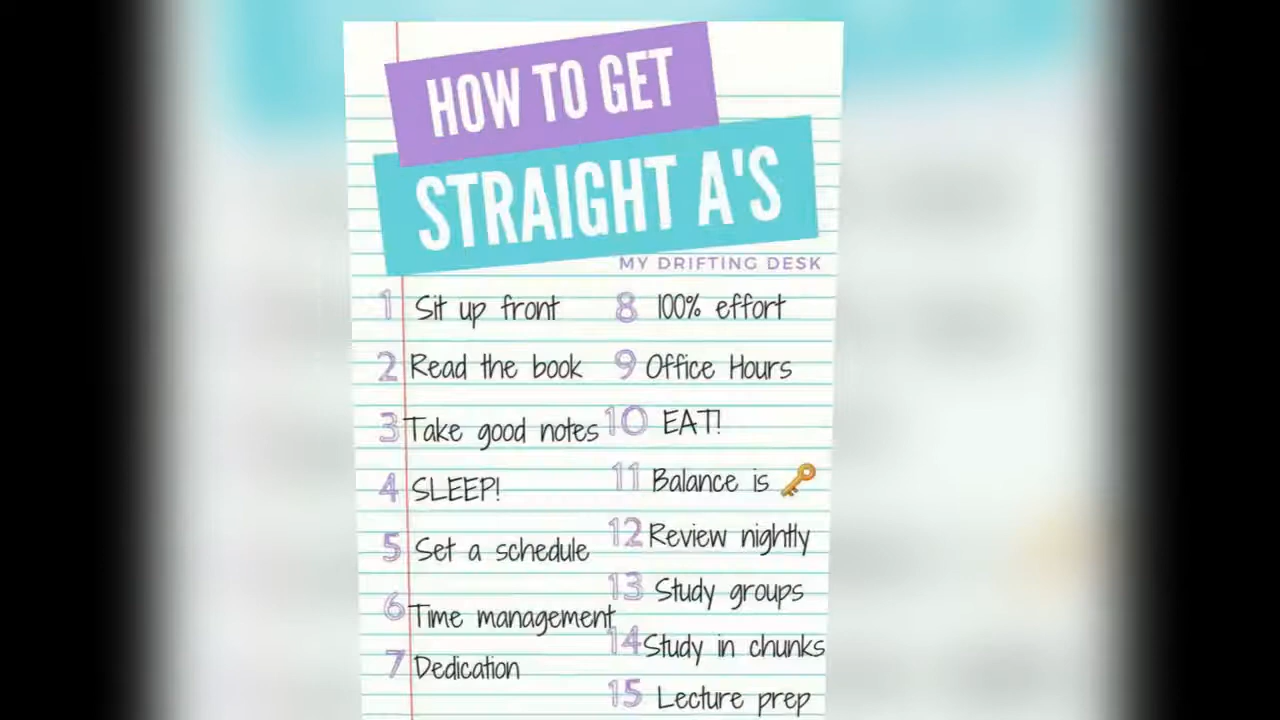 HOW TO GET
STRAIGHT A'S
MY DRIFTING DESK
1 Sit up front
2 Read the book
3 Take good notes
4 SLEEP!
5 Set a schedule
6 Time management
7 Dedication
8 100% effort
9 Office Hours
10 EAT!
11 Balance is 🔑
12 Review nightly
13 Study groups
14 Study in chunks
15 Lecture prep